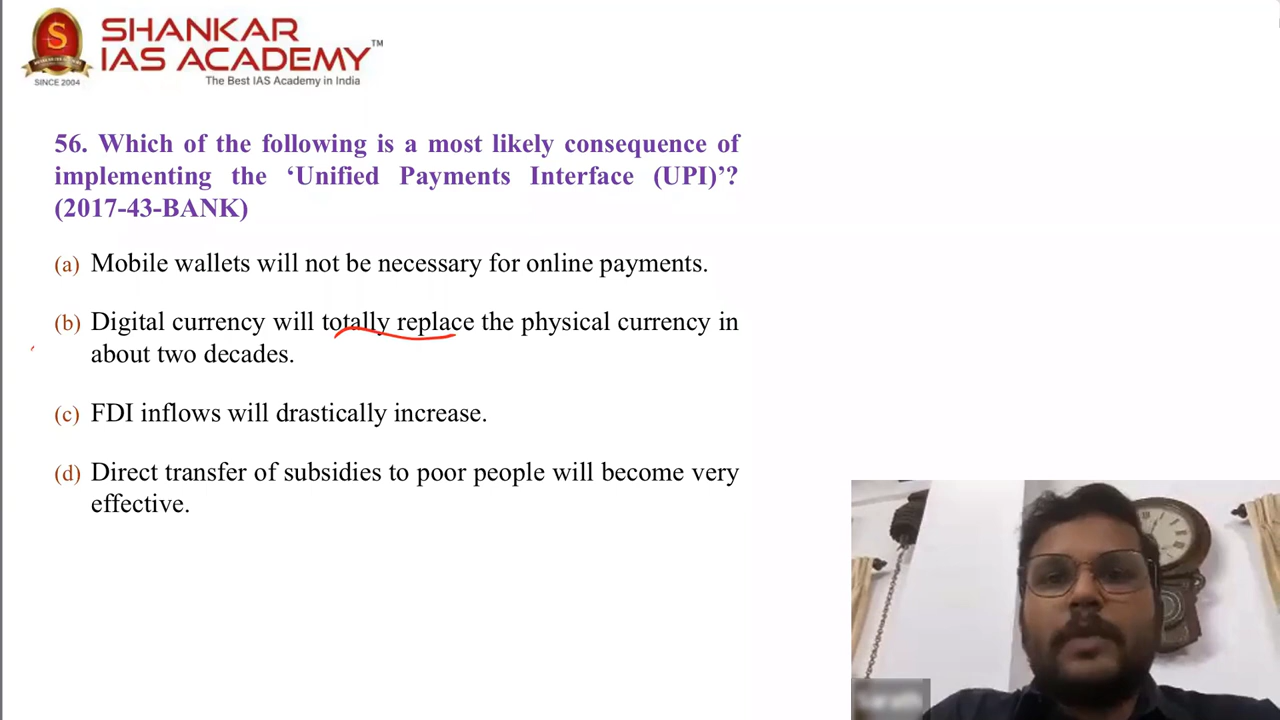 SHANKAR
IAS ACADEMY™
The Best IAS Academy in India
SINCE 2004
56. Which of the following is a most likely consequence of
implementing the ‘Unified Payments Interface (UPI)’?
(2017-43-BANK)
(a) Mobile wallets will not be necessary for online payments.
(b) Digital currency will totally replace the physical currency in
about two decades.
(c) FDI inflows will drastically increase.
(d) Direct transfer of subsidies to poor people will become very
effective.